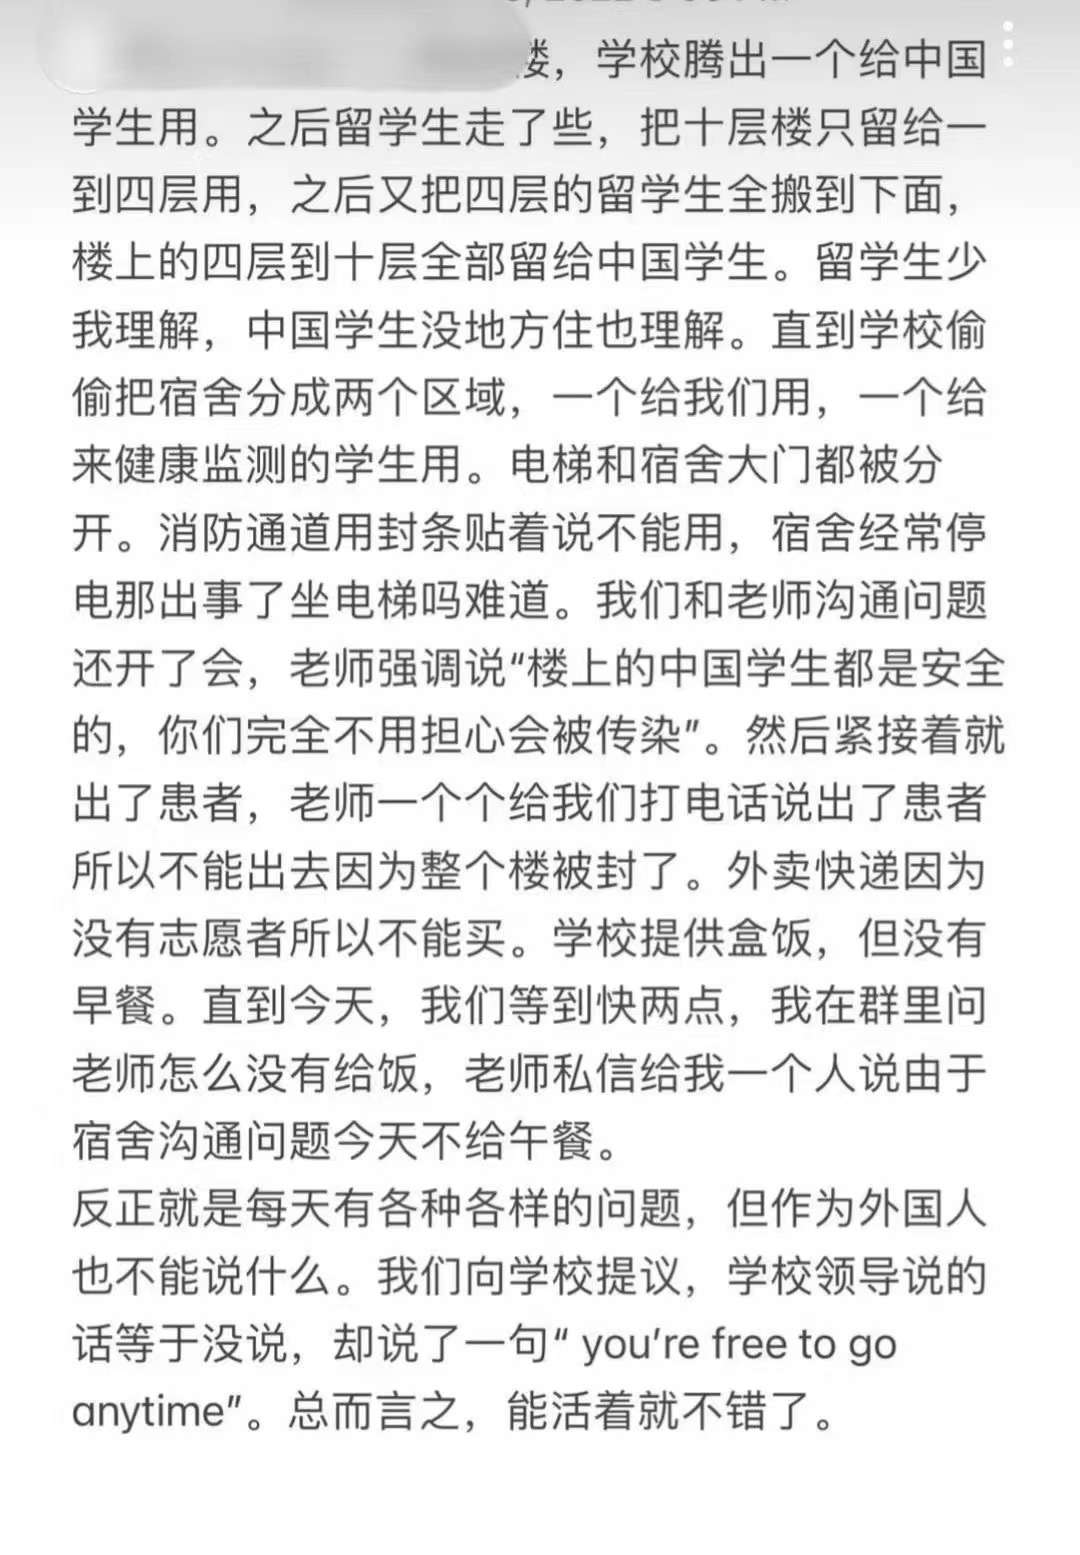 楼，学校腾出一个给中国
学生用。之后留学生走了些，把十层楼只留给一
到四层用，之后又把四层的留学生全搬到下面，
楼上的四层到十层全部留给中国学生。留学生少
我理解，中国学生没地方住也理解。直到学校偷
偷把宿舍分成两个区域，一个给我们用，一个给
来健康监测的学生用。电梯和宿舍大门都被分
开。消防通道用封条贴着说不能用，宿舍经常停
电那出事了坐电梯吗难道。我们和老师沟通问题
还开了会，老师强调说“楼上的中国学生都是安全
的，你们完全不用担心会被传染”。然后紧接着就
出了患者，老师一个个给我们打电话说出了患者
所以不能出去因为整个楼被封了。外卖快递因为
没有志愿者所以不能买。学校提供盒饭，但没有
早餐。直到今天，我们等到快两点，我在群里问
老师怎么没有给饭，老师私信给我一个人说由于
宿舍沟通问题今天不给午餐。
反正就是每天有各种各样的问题，但作为外国人
也不能说什么。我们向学校提议，学校领导说的
话等于没说，却说了一句“ you’re free to go
anytime”。总而言之，能活着就不错了。